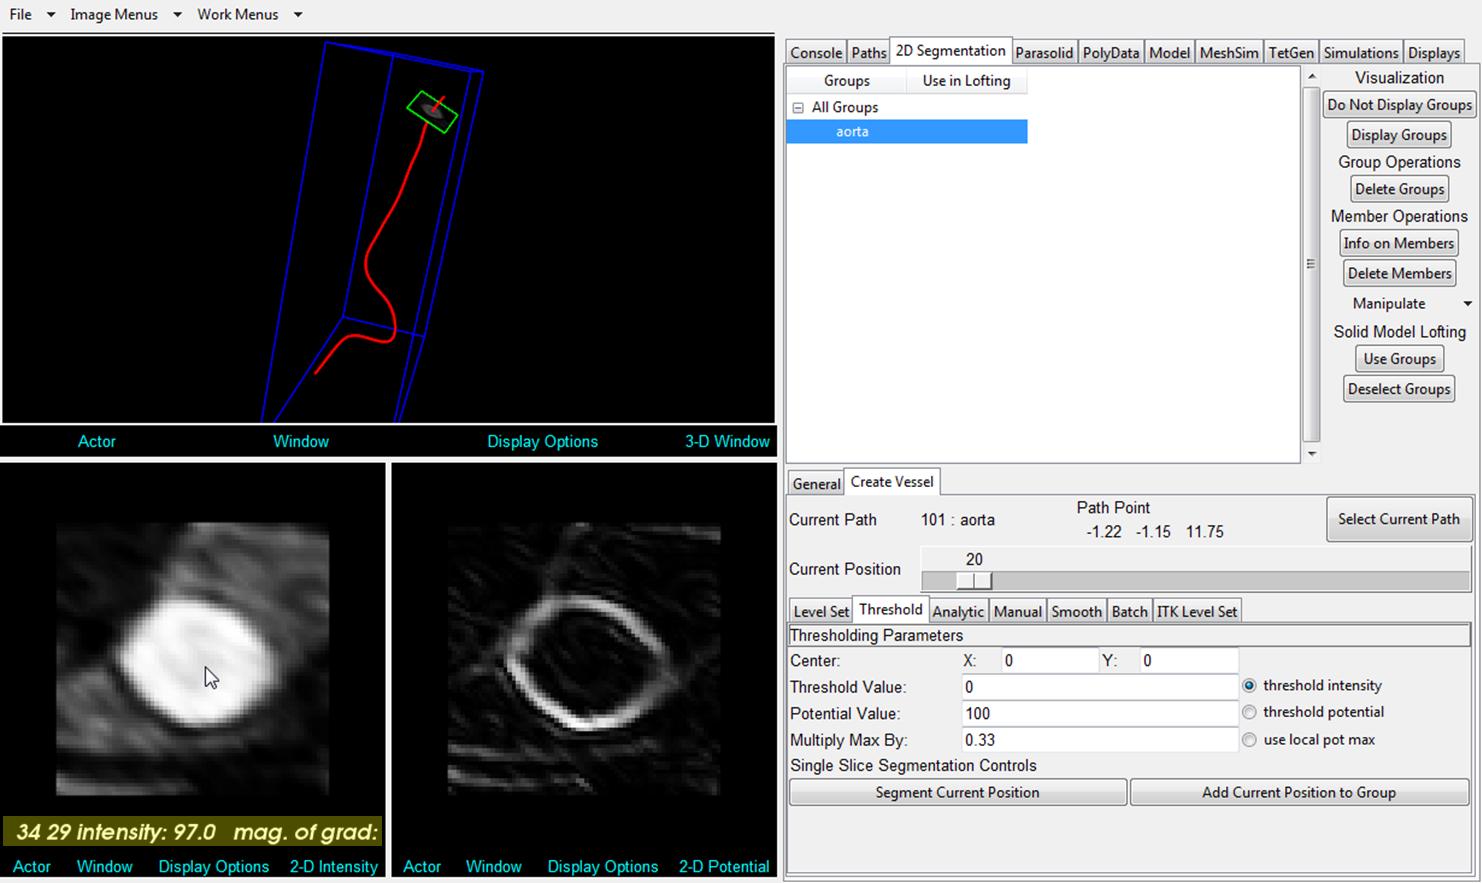 File Image Menus Work Menus
Console Paths 2D Segmentation Parasolid PolyData Model MeshSim TetGen Simulations Displays
Groups Use in Lofting
All Groups
aorta
Visualization
Do Not Display Groups
Display Groups
Group Operations
Delete Groups
Member Operations
Info on Members
Delete Members
Manipulate
Solid Model Lofting
Use Groups
Deselect Groups
Actor Window Display Options 3-D Window
General Create Vessel
Current Path 101 : aorta
Path Point
-1.22 -1.15 11.75
Select Current Path
Current Position 20
Level Set Threshold Analytic Manual Smooth Batch ITK Level Set
Thresholding Parameters
Center: X: 0 Y: 0
Threshold Value: 0 threshold intensity
Potential Value: 100 threshold potential
Multiply Max By: 0.33 use local pot max
Single Slice Segmentation Controls
Segment Current Position Add Current Position to Group
34 29 intensity: 97.0 mag. of grad:
Actor Window Display Options 2-D Intensity
Actor Window Display Options 2-D Potential